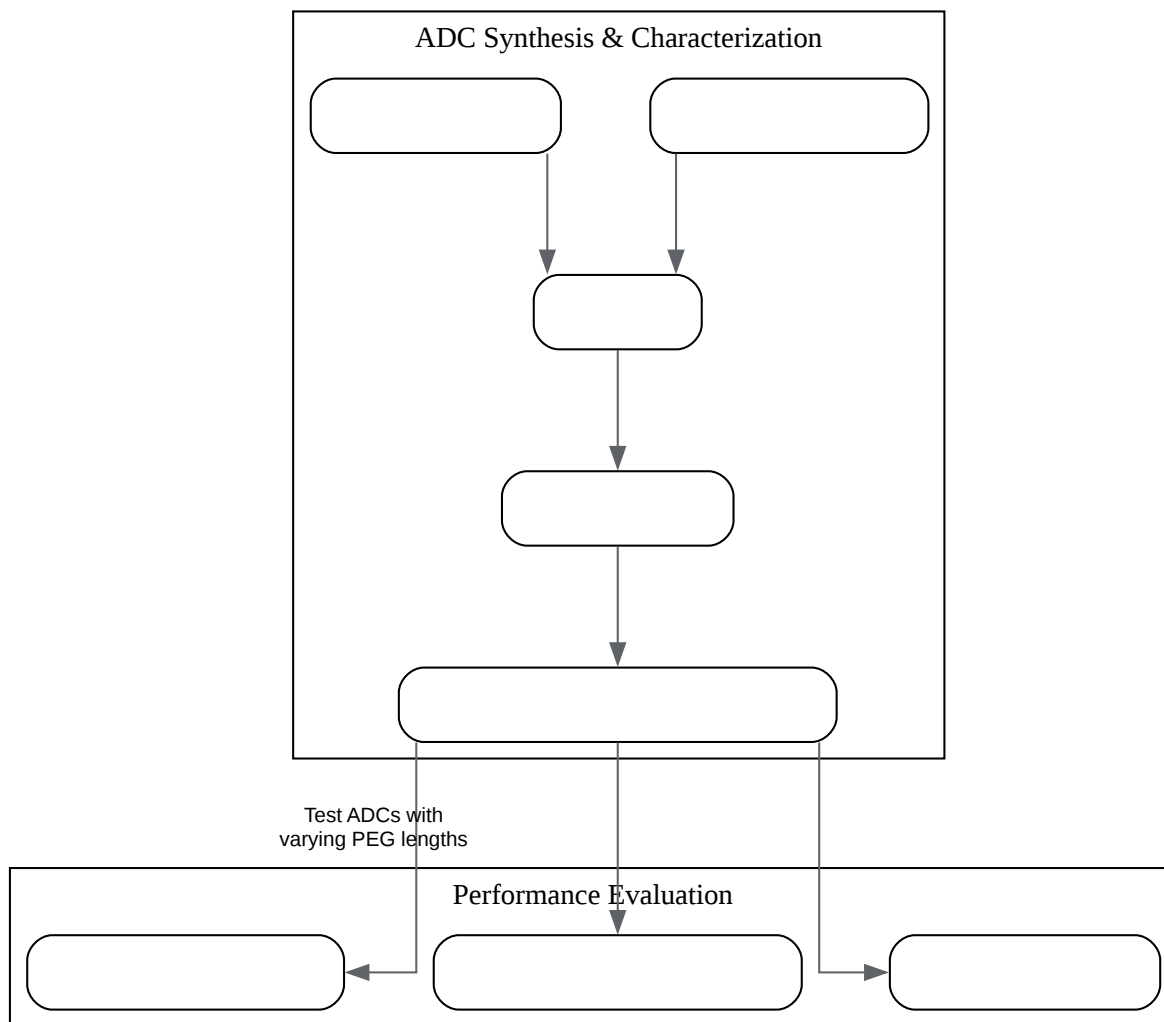 ADC Synthesis & Characterization
Test ADCs with
varying PEG lengths
Performance Evaluation